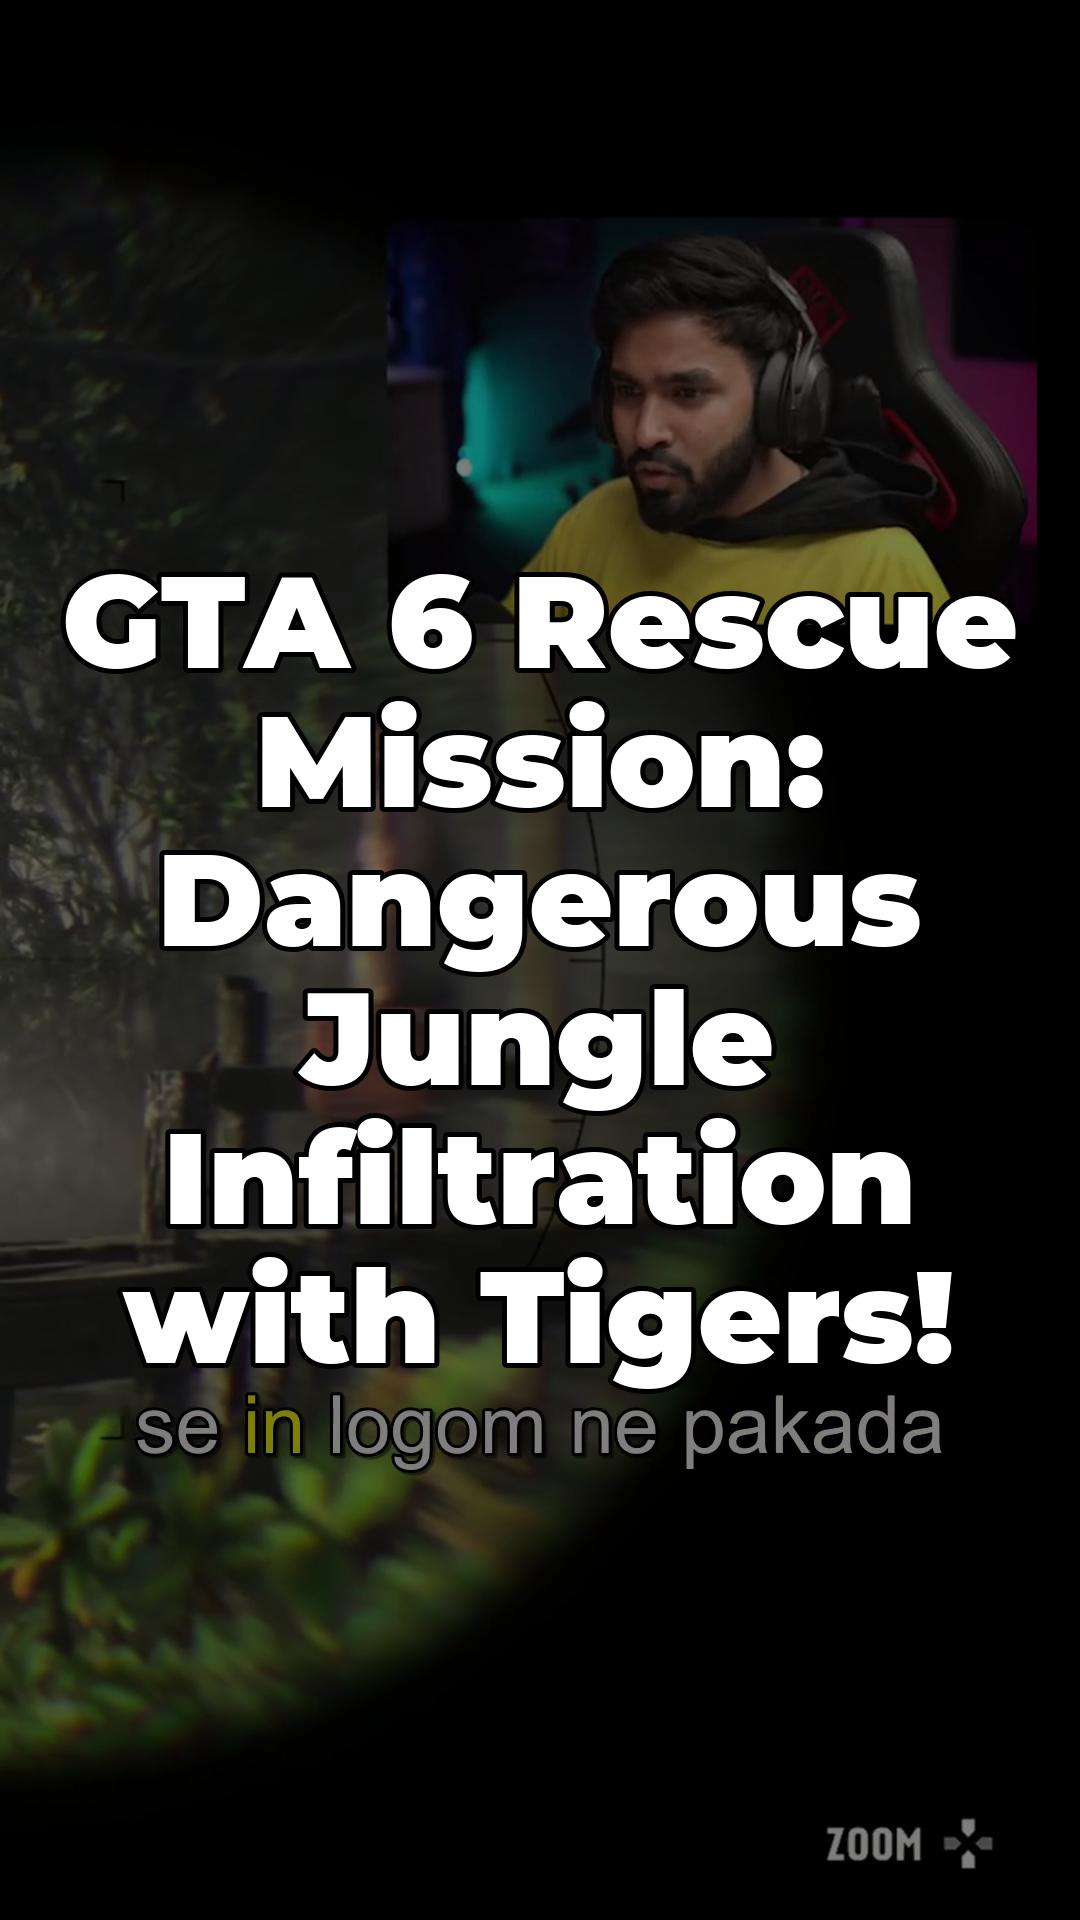 GTA 6 Rescue
Mission:
Dangerous
Jungle
Infiltration
with Tigers!
se in logom ne pakada
ZOOM